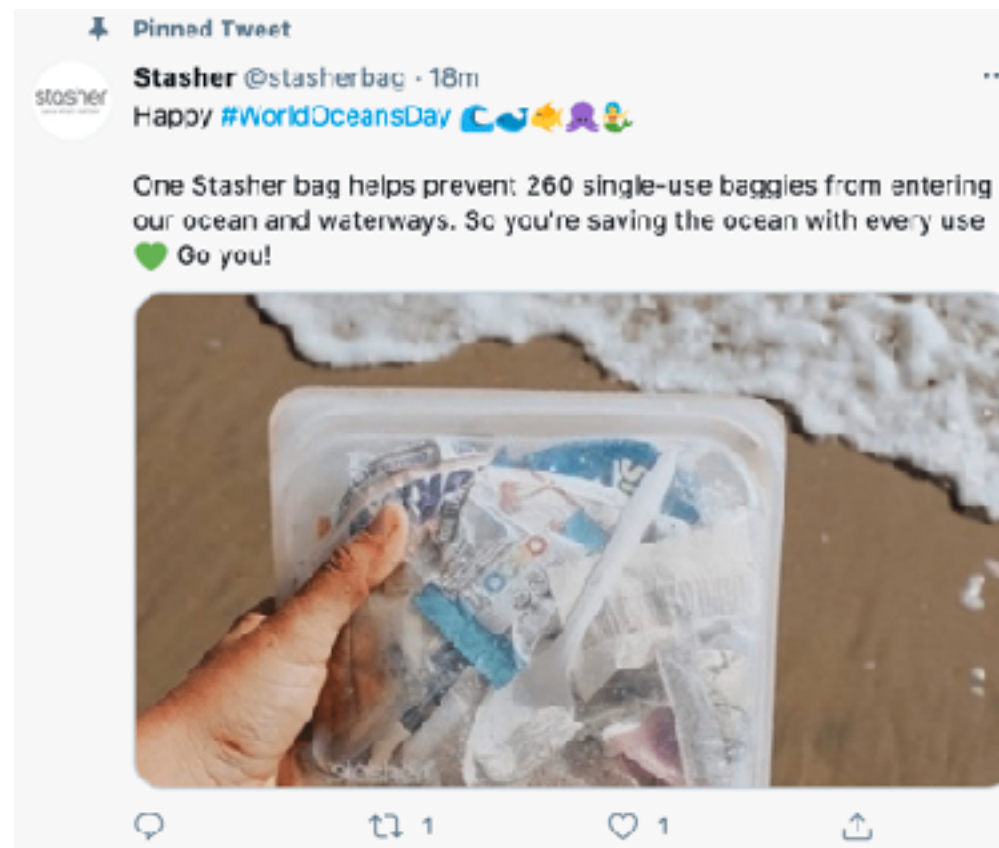 Pinned Tweet
stasher
Stasher @stasherbag · 18m
Happy #WorldOceansDay 🌊🐋🐠🐙🧜‍♀️
One Stasher bag helps prevent 260 single-use baggies from entering
our ocean and waterways. So you're saving the ocean with every use
💚 Go you!
stasher
1 1